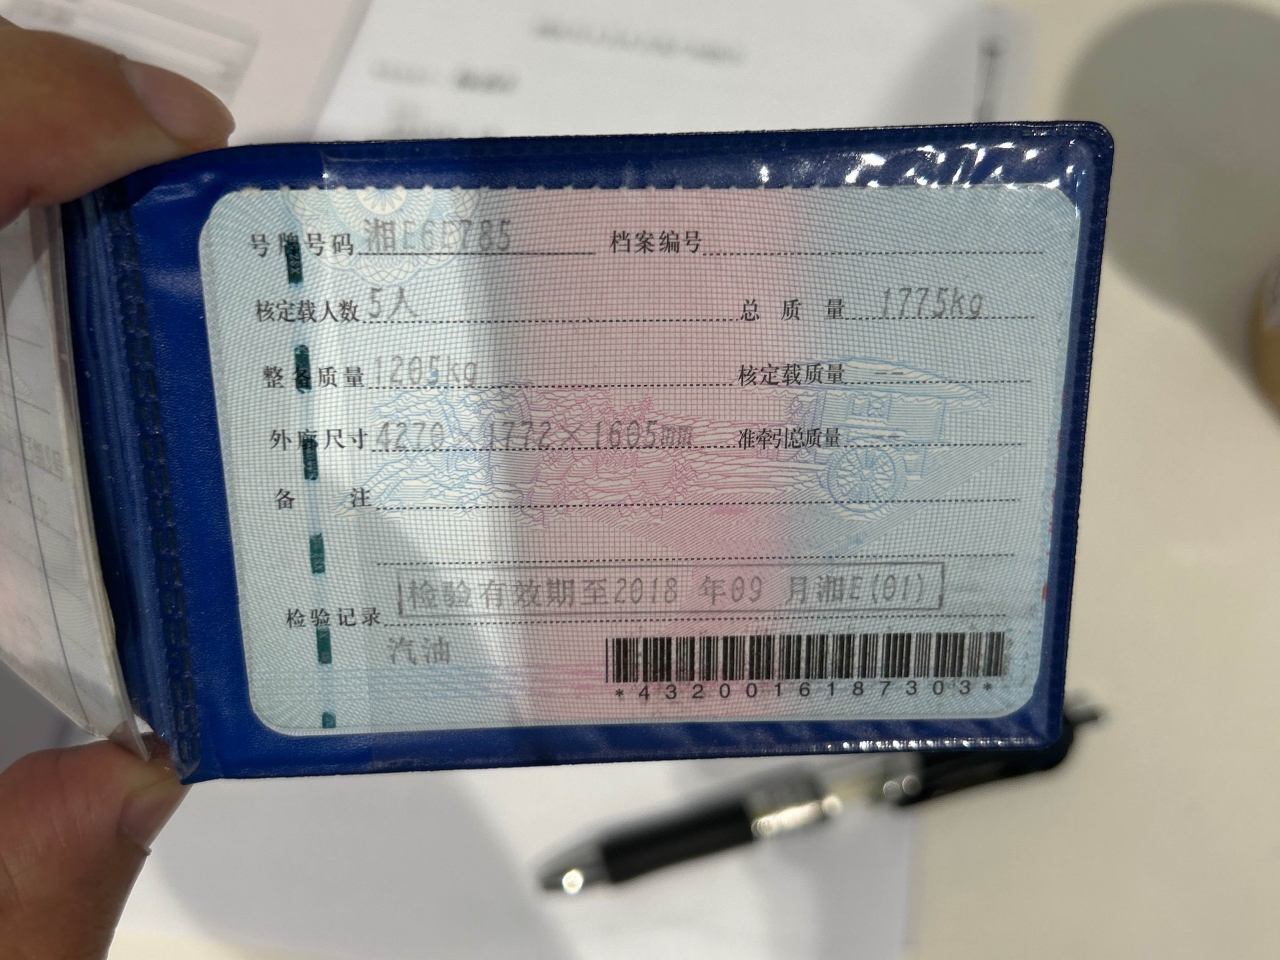 号牌号码 湘E6BZ85 档案编号
核定载人数 5人 总质量 1775kg
整备质量 1205kg 核定载质量 --
外廓尺寸 4270×1772×1605mm 准牵引总质量 --
备注
检验记录 检验有效期至2018年09月湘E(01)
汽油
*4320016187303*